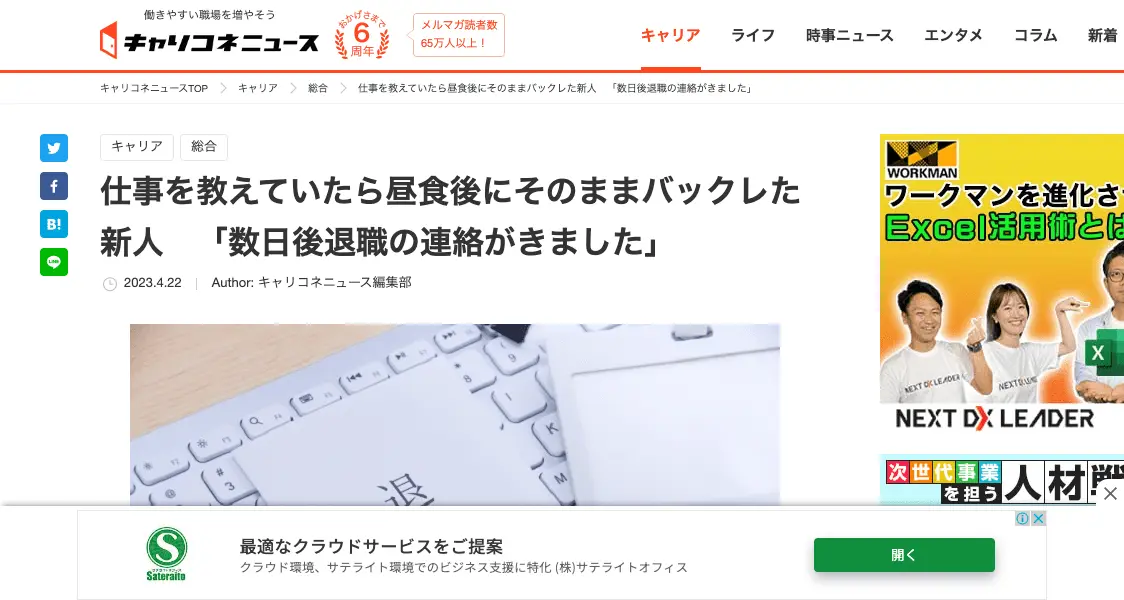 働きやすい職場を増やそう
キャリコネニュース
おかげさまで
6
周年
メルマガ読者数
65万人以上！
キャリア
ライフ
時事ニュース
エンタメ
コラム
新着
キャリコネニュースTOP
キャリア
総合
仕事を教えていたら昼食後にそのままバックレた新人　「数日後退職の連絡がきました」
キャリア
総合
B!
LINE
仕事を教えていたら昼食後にそのままバックレた
新人　「数日後退職の連絡がきました」
2023.4.22
Author: キャリコネニュース編集部
退
WORKMAN
ワークマンを進化さ
Excel活用術とは
X
NEXT DX LEADER
NEXT DX LEADER
次世代事業
を担う
人材戦
S
サテライトオフィス
Sateraito
最適なクラウドサービスをご提案
クラウド環境、サテライト環境でのビジネス支援に特化 (株)サテライトオフィス
開く